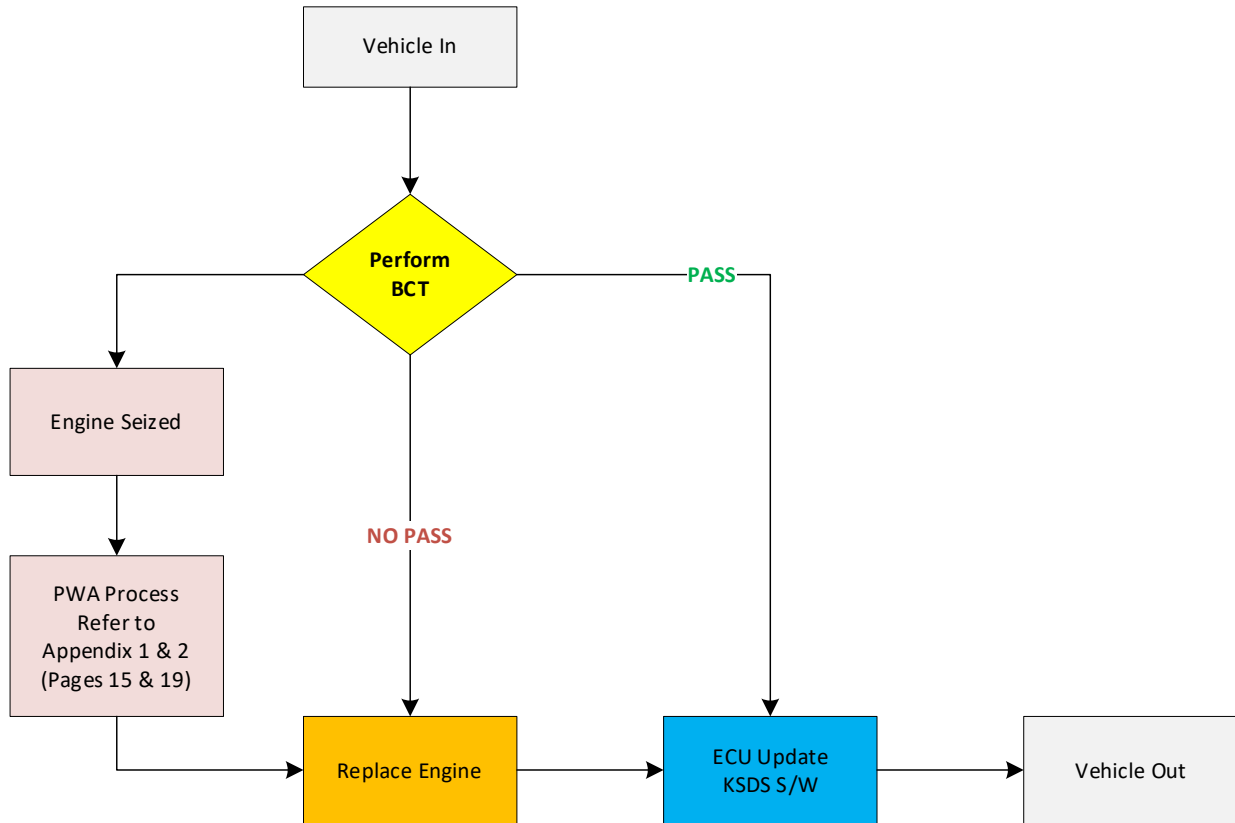 Vehicle In
Perform
BCT
PASS
Engine Seized
NO PASS
PWA Process
Refer to
Appendix 1 & 2
(Pages 15 & 19)
Replace Engine
ECU Update
KSDS S/W
Vehicle Out